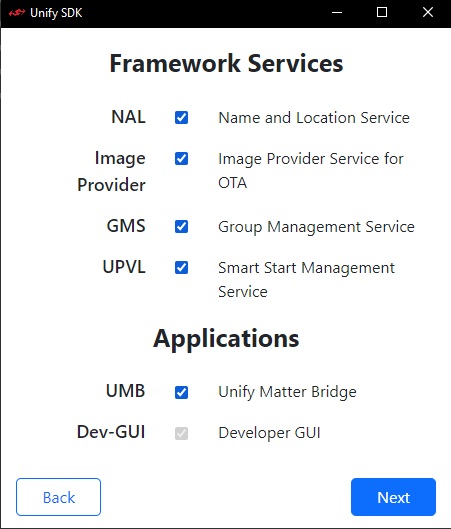 Unify SDK
Framework Services
NAL Name and Location Service
Image Provider Image Provider Service for
OTA
GMS Group Management Service
UPVL Smart Start Management
Service
Applications
UMB Unify Matter Bridge
Dev-GUI Developer GUI
Back Next